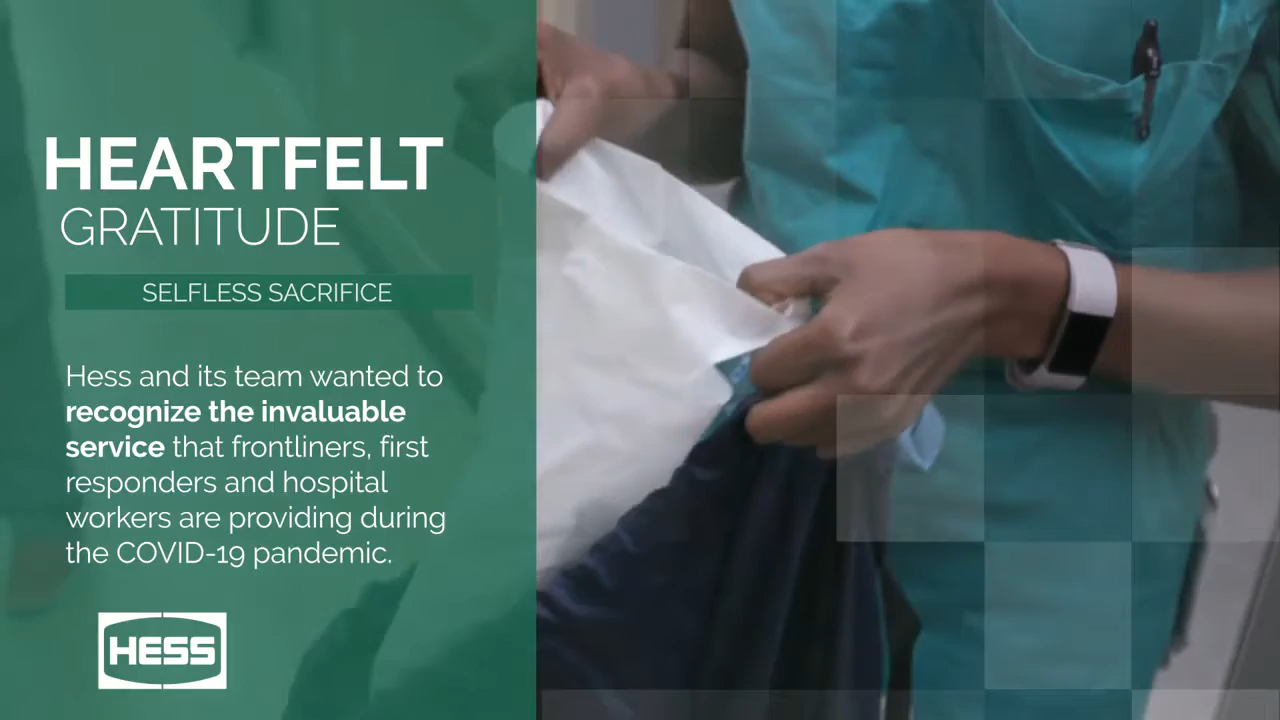 HEARTFELT
GRATITUDE
SELFLESS SACRIFICE
Hess and its team wanted to
recognize the invaluable
service that frontliners, first
responders and hospital
workers are providing during
the COVID-19 pandemic.
HESS